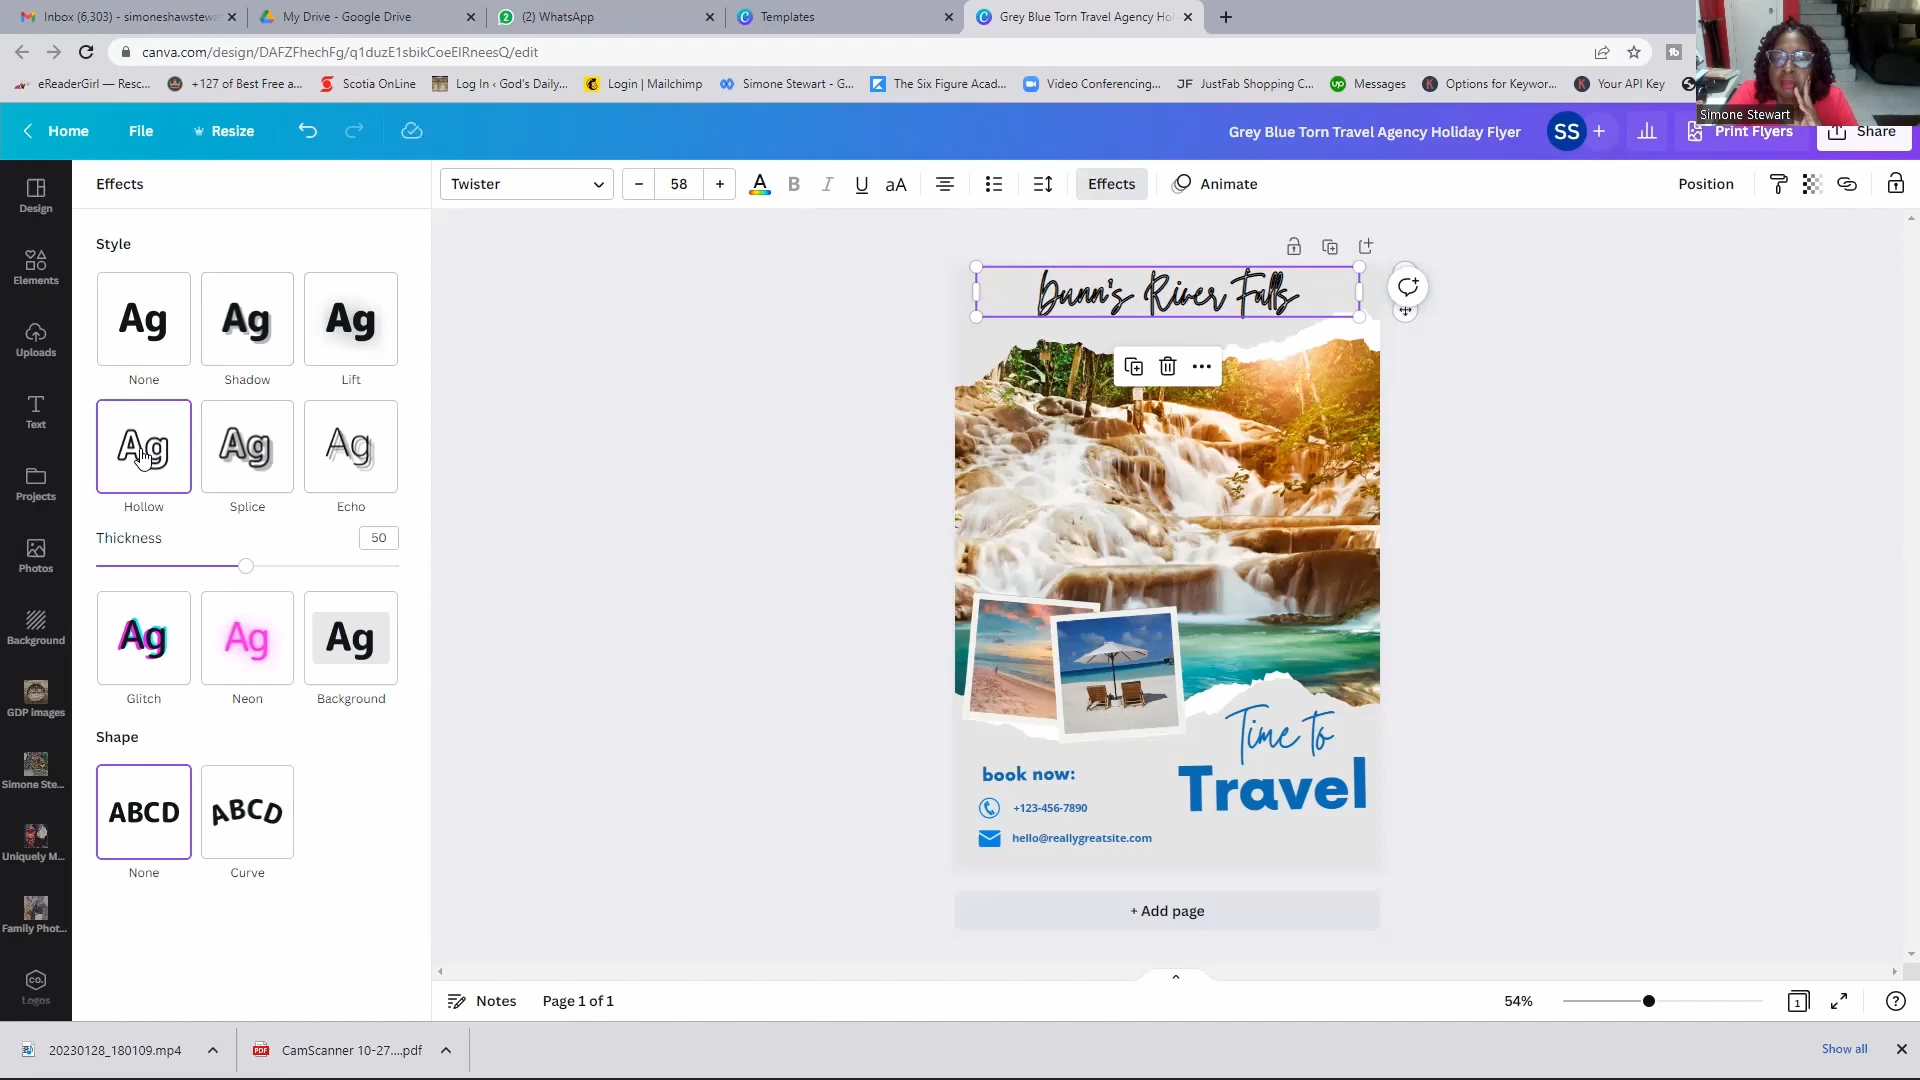 Inbox (6,303) - simoneshawstewa
My Drive - Google Drive
(2) WhatsApp
Templates
Grey Blue Torn Travel Agency Ho
canva.com/design/DAFZFhechFg/q1duzE1sbikCoeElRneesQ/edit
eReaderGirl — Resc...
+127 of Best Free a...
Scotia OnLine
Log In ‹ God's Daily...
Login | Mailchimp
Simone Stewart - G...
The Six Figure Acad...
Video Conferencing...
JF JustFab Shopping C...
up Messages
K Options for Keywor...
K Your API Key
Simone Stewart
Home
File
Resize
Grey Blue Torn Travel Agency Holiday Flyer
SS
Print Flyers
Share
Effects
Twister
58
A
B
I
U
aA
Effects
Animate
Position
Style
Ag
Ag
Ag
None
Shadow
Lift
Ag
Ag
Ag
Hollow
Splice
Echo
Thickness
50
Ag
Ag
Ag
Glitch
Neon
Background
Shape
ABCD
ABCD
None
Curve
Design
Elements
Uploads
Text
Projects
Photos
Background
GDP images
Simone Ste...
Uniquely M...
Family Phot...
co.
Logos
Dunn's River Falls
Time to
Travel
book now:
+123-456-7890
hello@reallygreatsite.com
+ Add page
Notes
Page 1 of 1
54%
1
20230128_180109.mp4
PDF
CamScanner 10-27....pdf
Show all